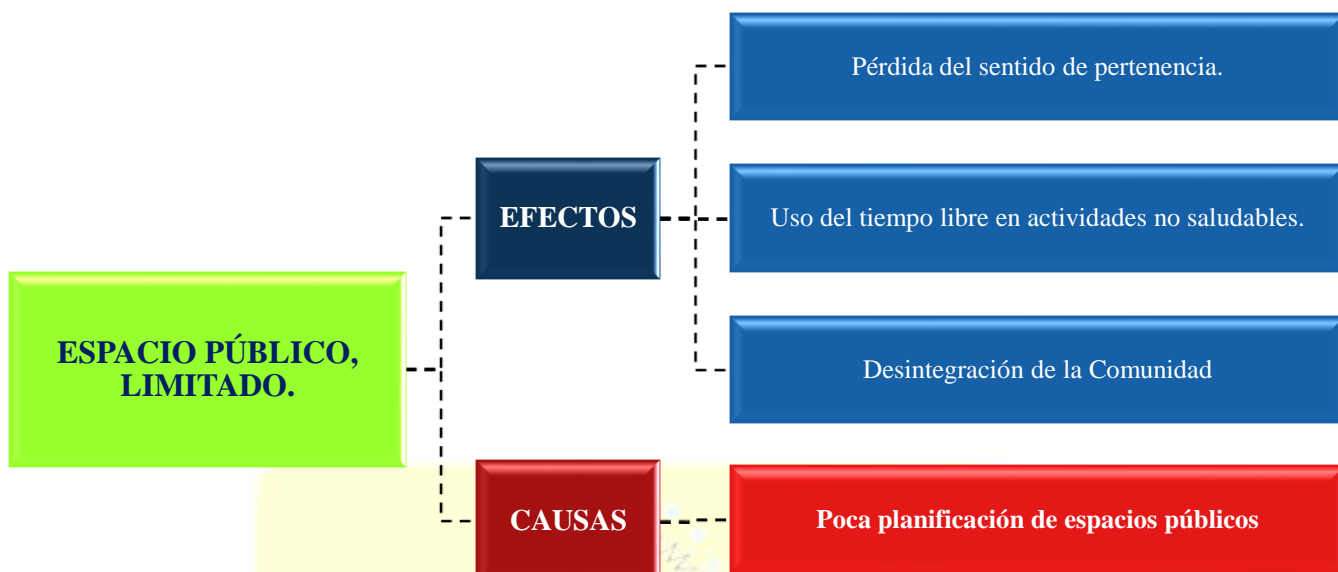 ESPACIO PÚBLICO,
LIMITADO.
EFECTOS
Pérdida del sentido de pertenencia.
Uso del tiempo libre en actividades no saludables.
Desintegración de la Comunidad
CAUSAS
Poca planificación de espacios públicos